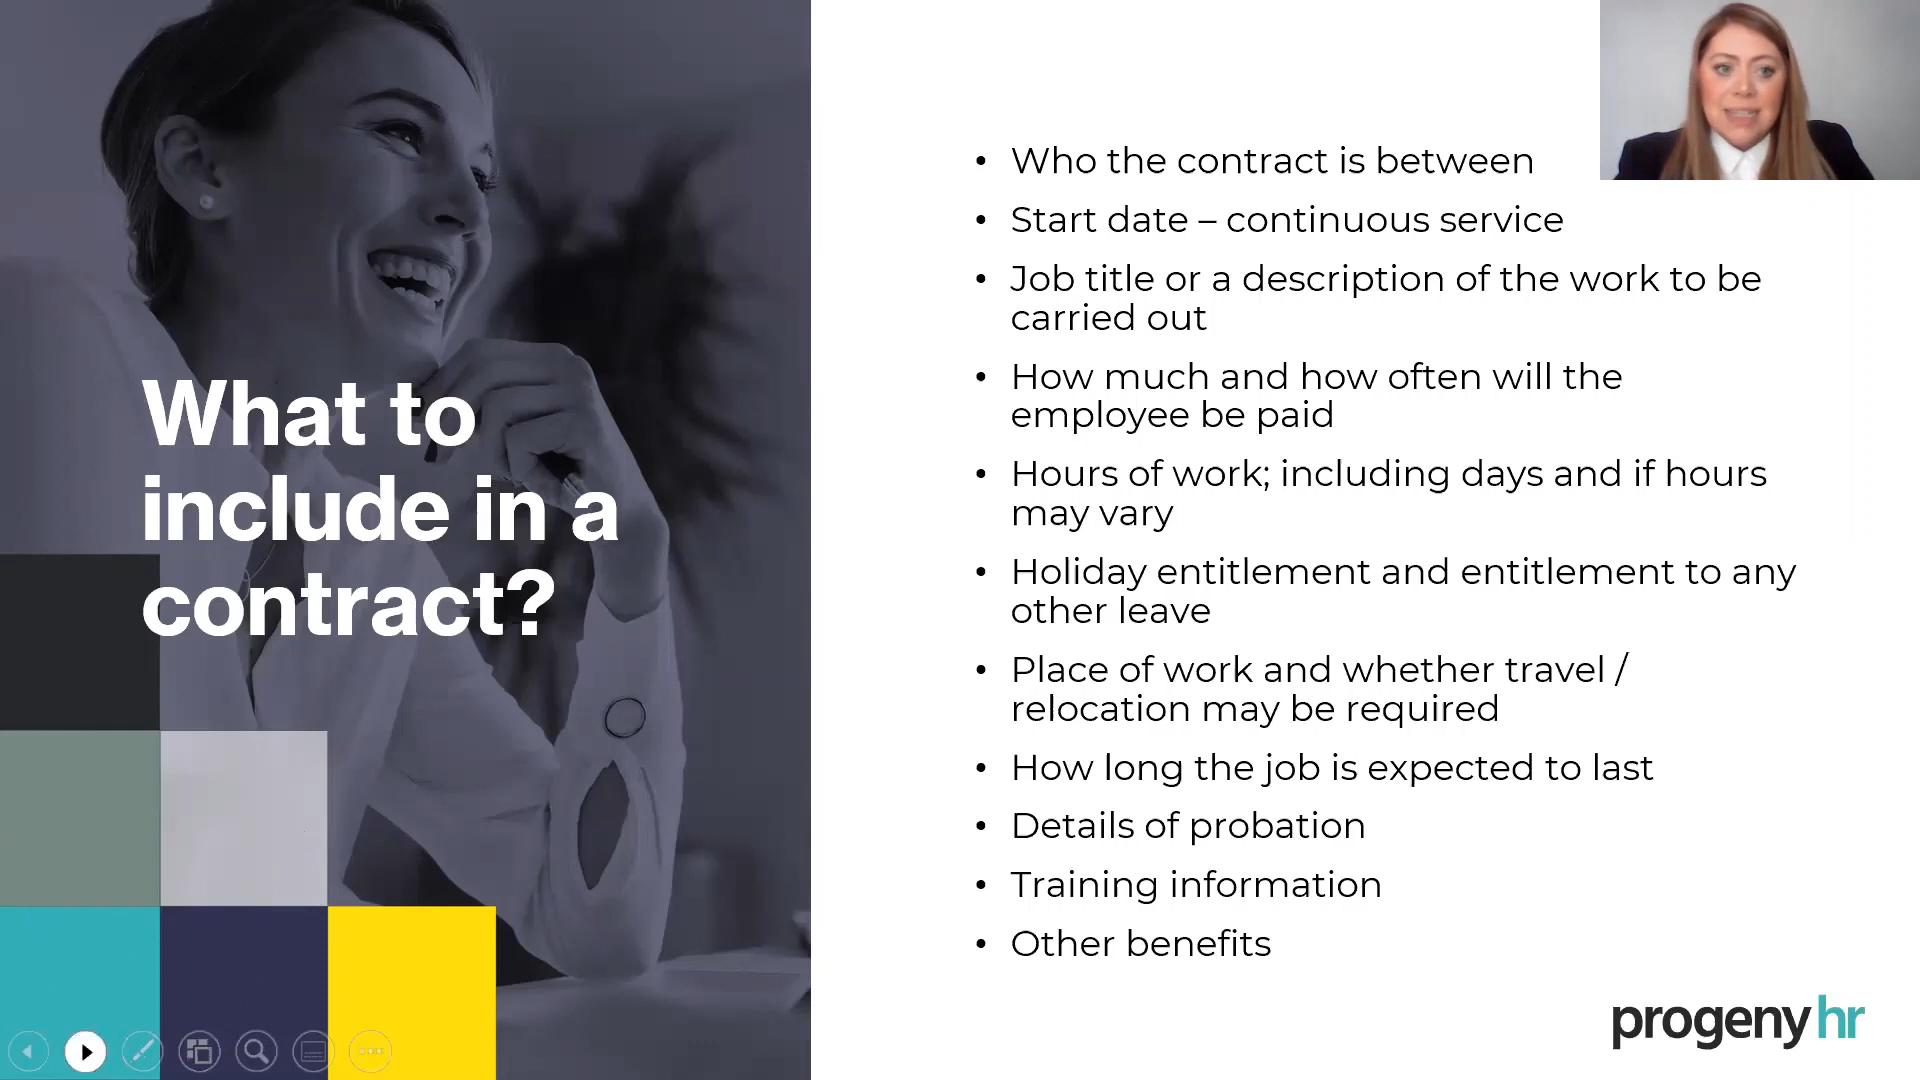 What to
include in a
contract?
• Who the contract is between
• Start date – continuous service
• Job title or a description of the work to be
carried out
• How much and how often will the
employee be paid
• Hours of work; including days and if hours
may vary
• Holiday entitlement and entitlement to any
other leave
• Place of work and whether travel /
relocation may be required
• How long the job is expected to last
• Details of probation
• Training information
• Other benefits
progeny hr